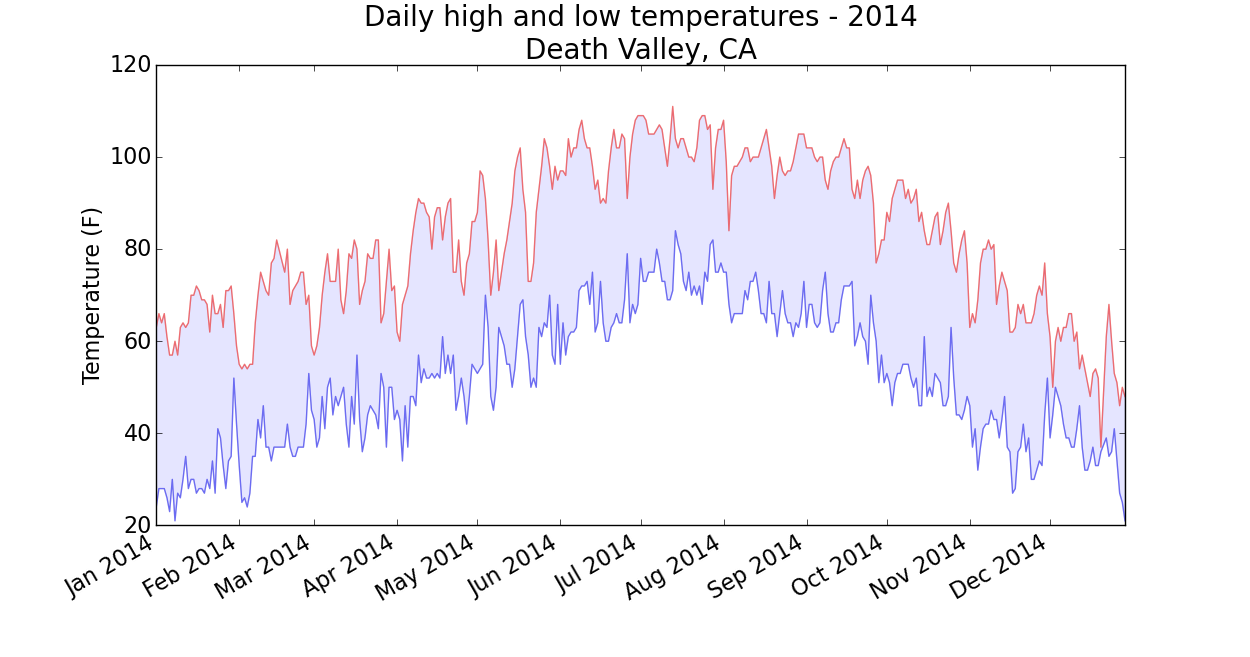 Daily high and low temperatures - 2014
Death Valley, CA
120
100
80
60
40
20
Temperature (F)
Jan 2014
Feb 2014
Mar 2014
Apr 2014
May 2014
Jun 2014
Jul 2014
Aug 2014
Sep 2014
Oct 2014
Nov 2014
Dec 2014